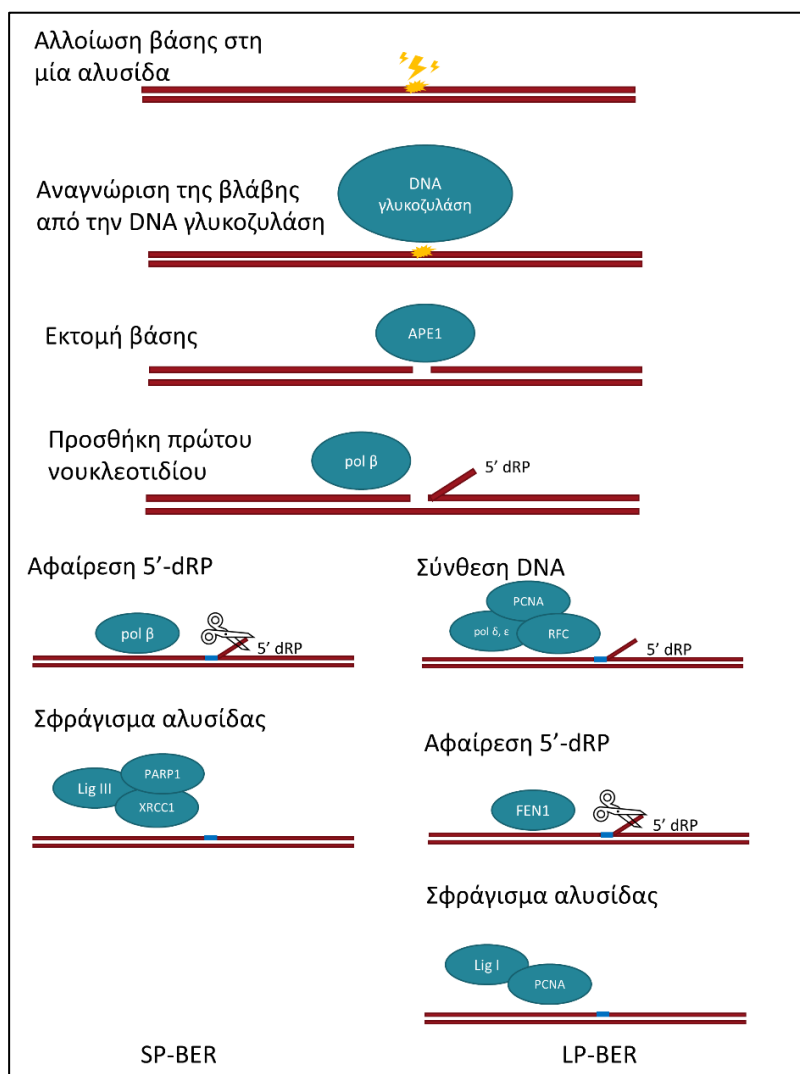 Αλλοίωση βάσης στη
μία αλυσίδα
Αναγνώριση της βλάβης
από την DNA γλυκοζυλάση
DNA
γλυκοζυλάση
Εκτομή βάσης
APE1
Προσθήκη πρώτου
νουκλεοτιδίου
pol β
5' dRP
Αφαίρεση 5’-dRP
pol β
5' dRP
Σφράγισμα αλυσίδας
Lig III
PARP1
XRCC1
SP-BER
Σύνθεση DNA
PCNA
pol δ, ε
RFC
5' dRP
Αφαίρεση 5’-dRP
FEN1
5' dRP
Σφράγισμα αλυσίδας
Lig I
PCNA
LP-BER